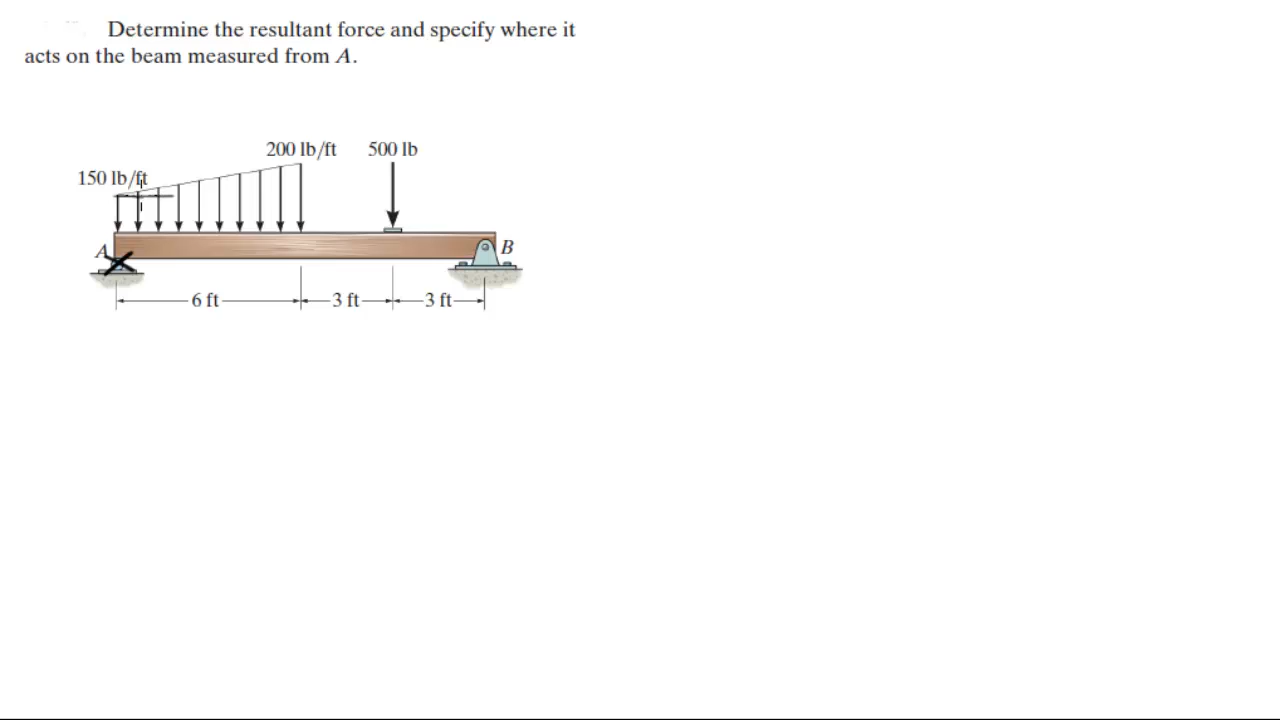 Determine the resultant force and specify where it
acts on the beam measured from A.
200 lb/ft 500 lb
150 lb/ft
A
B
6 ft 3 ft 3 ft